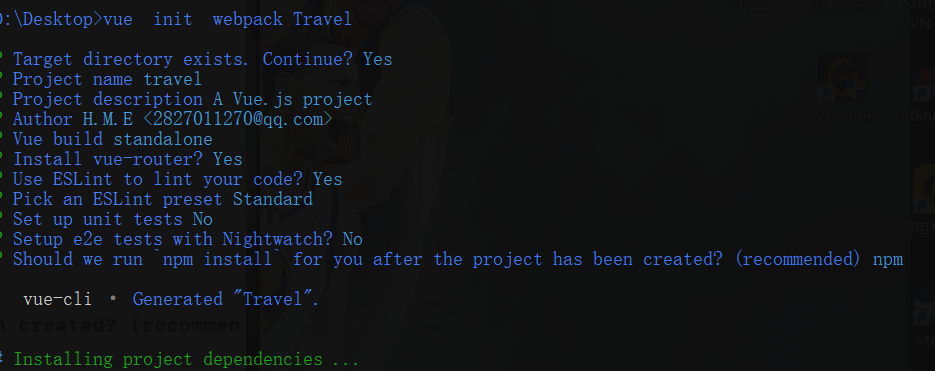 D:\Desktop>vue init webpack Travel
? Target directory exists. Continue? Yes
? Project name travel
? Project description A Vue.js project
? Author H.M.E <2827011270@qq.com>
? Vue build standalone
? Install vue-router? Yes
? Use ESLint to lint your code? Yes
? Pick an ESLint preset Standard
? Set up unit tests No
? Setup e2e tests with Nightwatch? No
? Should we run `npm install` for you after the project has been created? (recommended) npm
vue-cli · Generated "Travel".
n created? (recommen
# Installing project dependencies ...